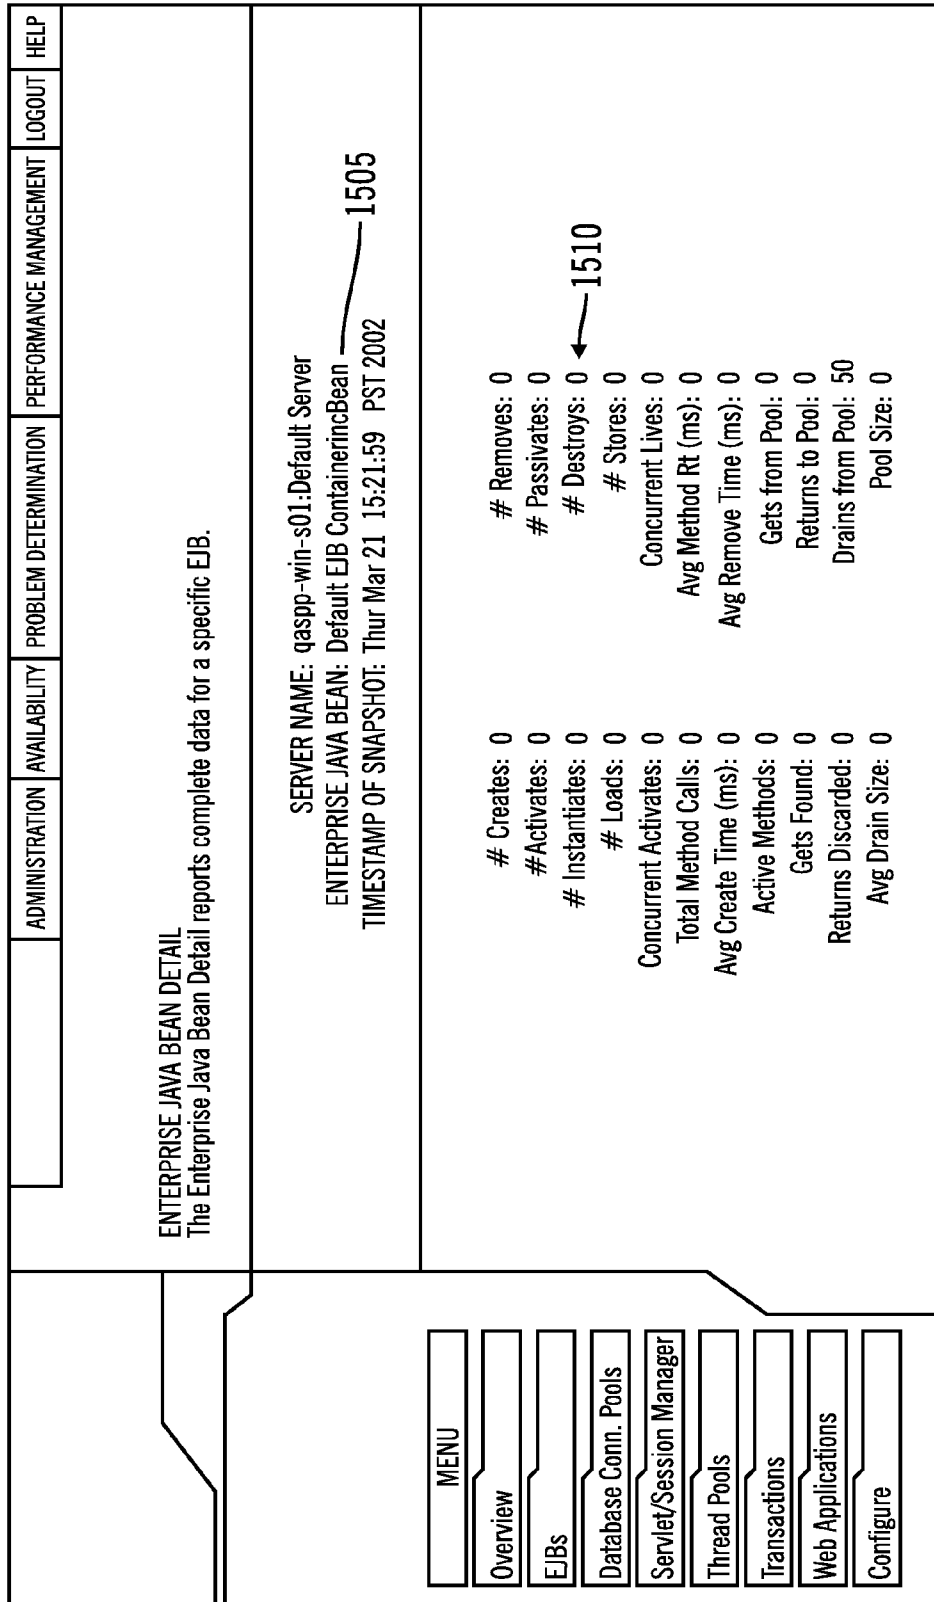 ADMINISTRATION AVAILABILITY PROBLEM DETERMINATION PERFORMANCE MANAGEMENT LOGOUT HELP
ENTERPRISE JAVA BEAN DETAIL
The Enterprise Java Bean Detail reports complete data for a specific EJB.
SERVER NAME: qaspp-win-s01:Default Server
ENTERPRISE JAVA BEAN: Default EJB ContainerincBean
1505
TIMESTAMP OF SNAPSHOT: Thur Mar 21 15:21:59 PST 2002
MENU
Overview
EJBs
Database Conn. Pools
Servlet/Session Manager
Thread Pools
Transactions
Web Applications
Configure
# Creates: 0 # Removes: 0
#Activates: 0 # Passivates: 0
# Instantiates: 0 # Destroys: 0 1510
# Loads: 0 # Stores: 0
Concurrent Activates: 0 Concurrent Lives: 0
Total Method Calls: 0 Avg Method Rt (ms): 0
Avg Create Time (ms): 0 Avg Remove Time (ms): 0
Active Methods: 0 Gets from Pool: 0
Gets Found: 0 Returns to Pool: 0
Returns Discarded: 0 Drains from Pool: 50
Avg Drain Size: 0 Pool Size: 0